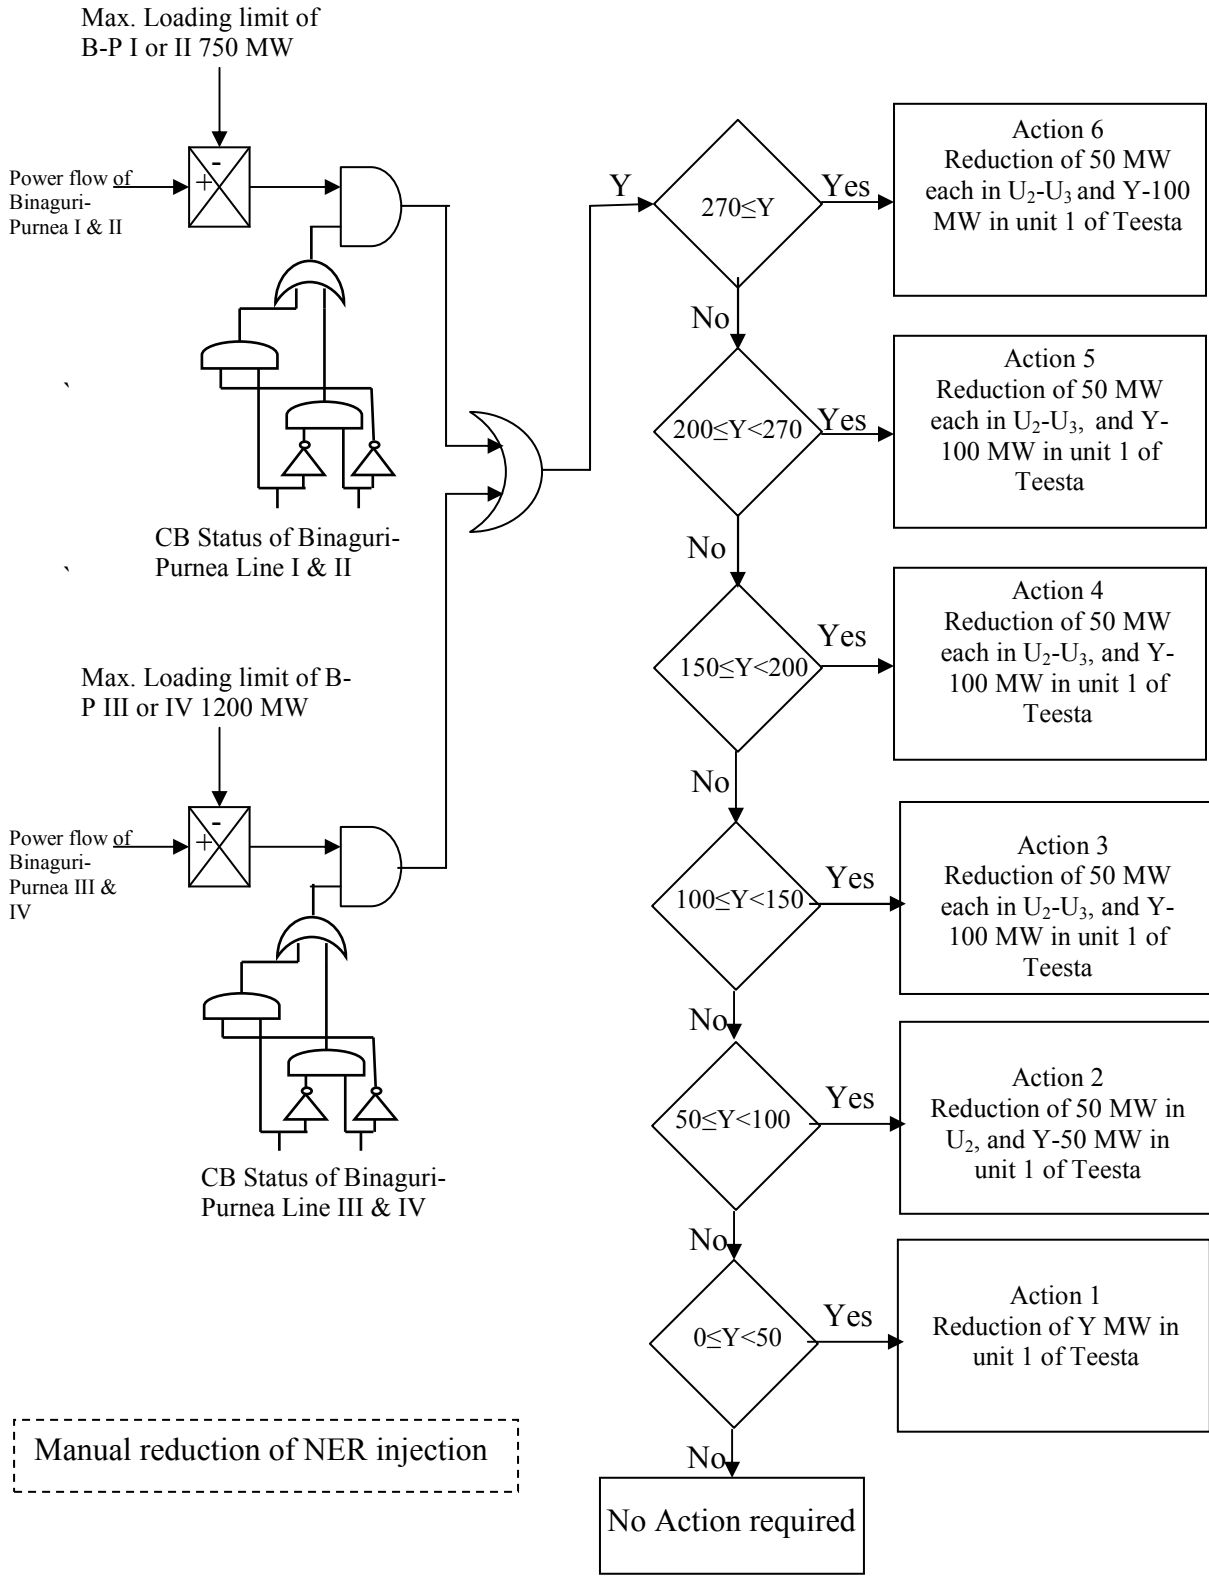 Max. Loading limit of
B-P I or II 750 MW
-
+
Power flow of
Binaguri-
Purnea I & II
CB Status of Binaguri-
Purnea Line I & II
`
`
Max. Loading limit of B-
P III or IV 1200 MW
-
+
Power flow of
Binaguri-
Purnea III &
IV
CB Status of Binaguri-
Purnea Line III & IV
Manual reduction of NER injection
Y
270≤Y
Yes
Action 6
Reduction of 50 MW
each in U₂-U₃ and Y-100
MW in unit 1 of Teesta
No
200≤Y<270
Yes
Action 5
Reduction of 50 MW
each in U₂-U₃, and Y-
100 MW in unit 1 of
Teesta
No
150≤Y<200
Yes
Action 4
Reduction of 50 MW
each in U₂-U₃, and Y-
100 MW in unit 1 of
Teesta
No
100≤Y<150
Yes
Action 3
Reduction of 50 MW
each in U₂-U₃, and Y-
100 MW in unit 1 of
Teesta
No
50≤Y<100
Yes
Action 2
Reduction of 50 MW in
U₂, and Y-50 MW in
unit 1 of Teesta
No
0≤Y<50
Yes
Action 1
Reduction of Y MW in
unit 1 of Teesta
No
No Action required